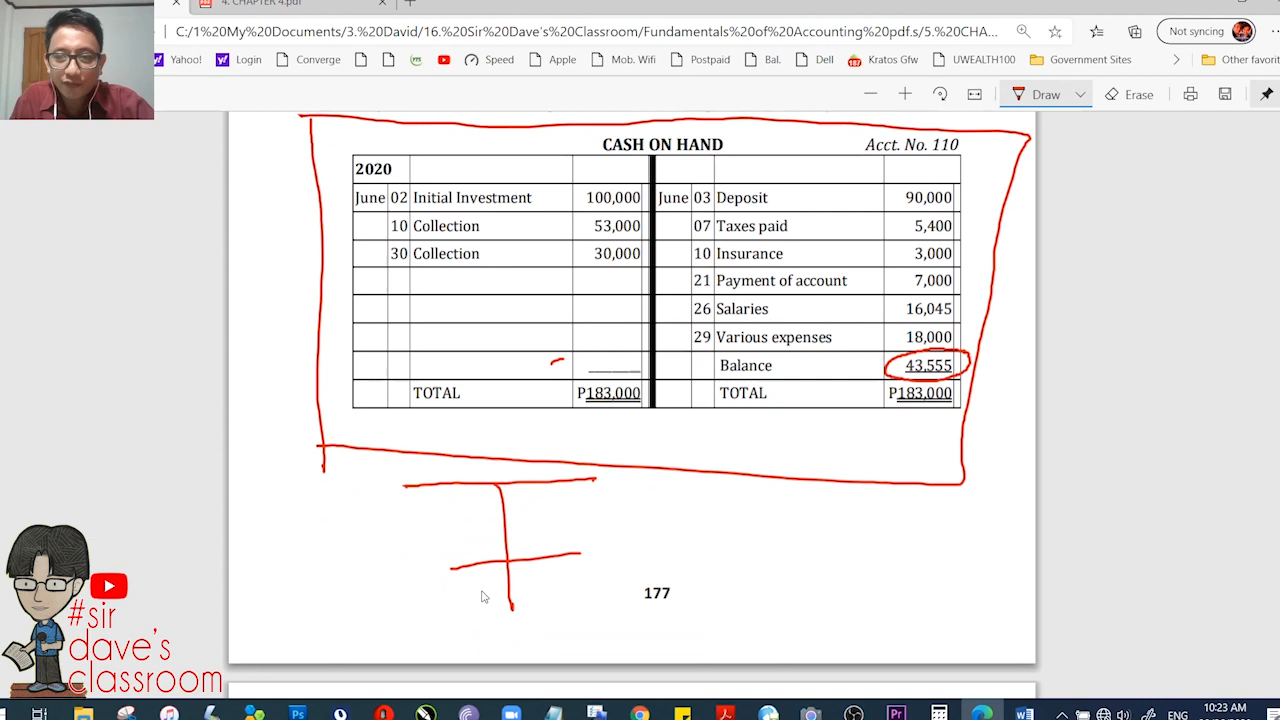 4. CHAPTER 4.pdf
C:/1%20My%20Documents/3.%20David/16.%20Sir%20Dave's%20Classroom/Fundamentals%20of%20Accounting%20pdf.s/5.%20CHA...
Not syncing
Yahoo! Login Converge Speed Apple Mob. Wifi Postpaid Bal. Dell Kratos Gfw UWEALTH100 Government Sites Other favorit
Draw Erase
CASH ON HAND Acct. No. 110
2020
June 02 Initial Investment 100,000 June 03 Deposit 90,000
10 Collection 53,000 07 Taxes paid 5,400
30 Collection 30,000 10 Insurance 3,000
21 Payment of account 7,000
26 Salaries 16,045
29 Various expenses 18,000
Balance 43,555
TOTAL P183,000 TOTAL P183,000
177
#sir
dave's
classroom
ENG 10:23 AM